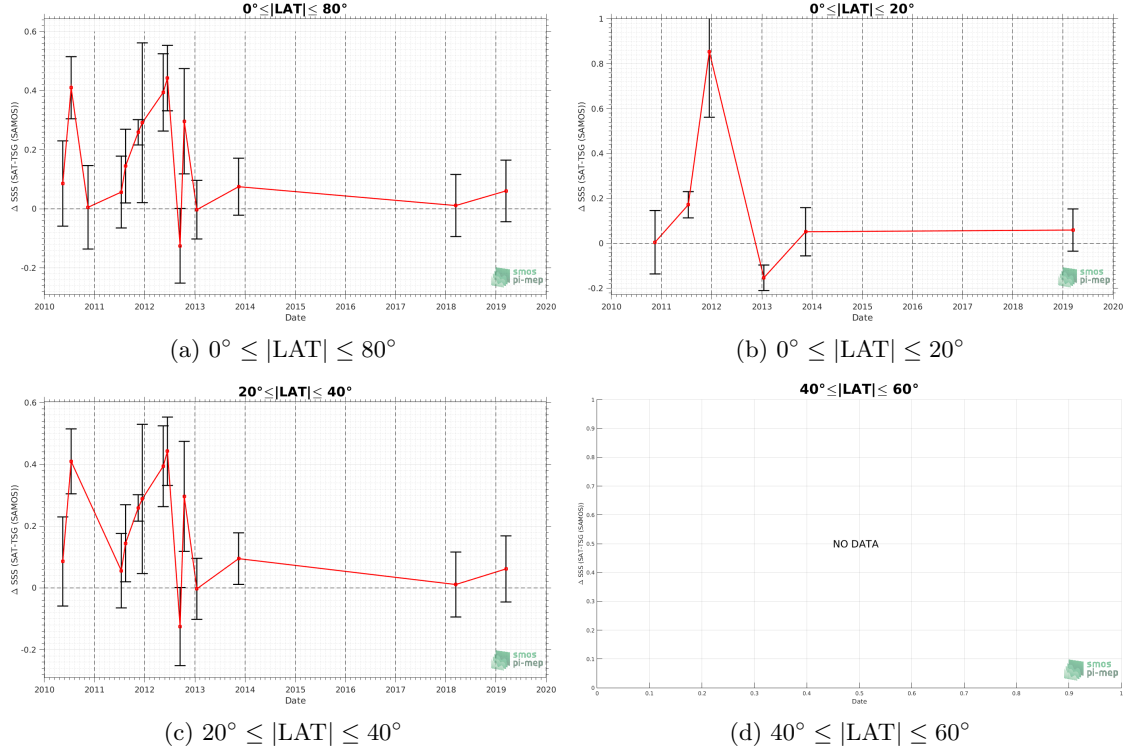 0°≤|LAT|≤ 80°
Δ SSS (SAT-TSG (SAMOS))
0.6
0.4
0.2
0
-0.2
2010 2011 2012 2013 2014 2015 2016 2017 2018 2019 2020
Date
smos
pi-mep
(a) 0° ≤ |LAT| ≤ 80°
0°≤|LAT|≤ 20°
Δ SSS (SAT-TSG (SAMOS))
1
0.8
0.6
0.4
0.2
0
-0.2
2010 2011 2012 2013 2014 2015 2016 2017 2018 2019 2020
Date
smos
pi-mep
(b) 0° ≤ |LAT| ≤ 20°
20°≤|LAT|≤ 40°
Δ SSS (SAT-TSG (SAMOS))
0.6
0.4
0.2
0
-0.2
2010 2011 2012 2013 2014 2015 2016 2017 2018 2019 2020
Date
smos
pi-mep
(c) 20° ≤ |LAT| ≤ 40°
40°≤|LAT|≤ 60°
Δ SSS (SAT-TSG (SAMOS))
1
0.9
0.8
0.7
0.6
0.5
0.4
0.3
0.2
0.1
0
NO DATA
0 0.1 0.2 0.3 0.4 0.5 0.6 0.7 0.8 0.9 1
Date
smos
pi-mep
(d) 40° ≤ |LAT| ≤ 60°